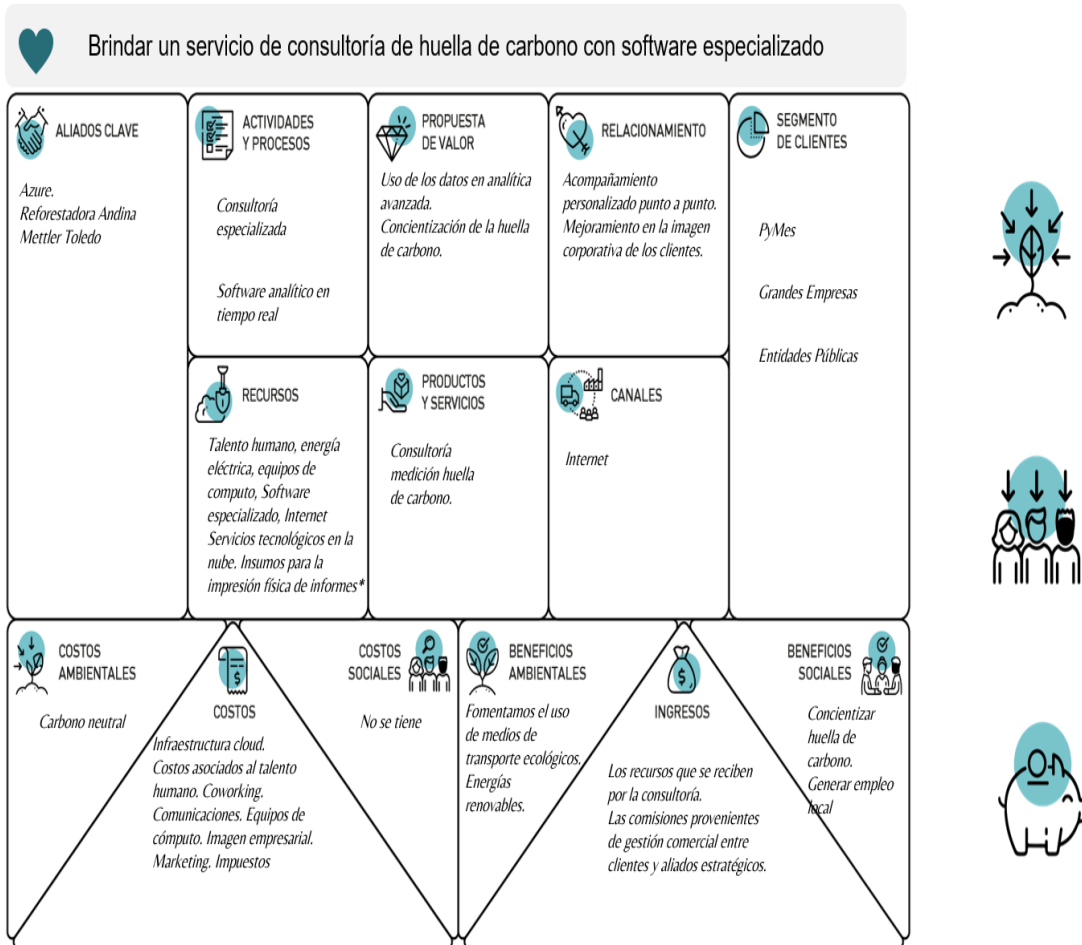 Brindar un servicio de consultoría de huella de carbono con software especializado
ALIADOS CLAVE
Azure.
Reforestadora Andina
Mettler Toledo
ACTIVIDADES
Y PROCESOS
Consultoría
especializada
Software analítico en
tiempo real
PROPUESTA
DE VALOR
Uso de los datos en analítica
avanzada.
Concientización de la huella
de carbono.
RELACIONAMIENTO
Acompañamiento
personalizado punto a punto.
Mejoramiento en la imagen
corporativa de los clientes.
SEGMENTO
DE CLIENTES
PyMes
Grandes Empresas
Entidades Públicas
RECURSOS
Talento humano, energía
eléctrica, equipos de
computo, Software
especializado, Internet
Servicios tecnológicos en la
nube. Insumos para la
impresión física de informes*
PRODUCTOS
Y SERVICIOS
Consultoría
medición huella
de carbono.
CANALES
Internet
COSTOS
AMBIENTALES
Carbono neutral
COSTOS
Infraestructura cloud.
Costos asociados al talento
humano. Coworking.
Comunicaciones. Equipos de
cómputo. Imagen empresarial.
Marketing. Impuestos
COSTOS
SOCIALES
No se tiene
BENEFICIOS
AMBIENTALES
Fomentamos el uso
de medios de
transporte ecológicos.
Energías
renovables.
INGRESOS
Los recursos que se reciben
por la consultoría.
Las comisiones provenientes
de gestión comercial entre
clientes y aliados estratégicos.
BENEFICIOS
SOCIALES
Concientizar
huella de
carbono.
Generar empleo
local